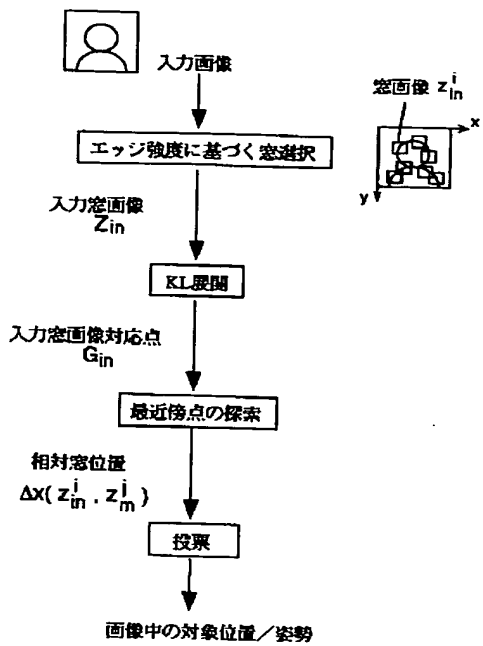 入力画像
エッジ強度に基づく窓選択
窓画像 z^i_in
x
y
入力窓画像
Z_in
KL展開
入力窓画像対応点
G_in
最近傍点の探索
相対窓位置
Δx( z^i_in , z^j_m )
投票
画像中の対象位置／姿勢